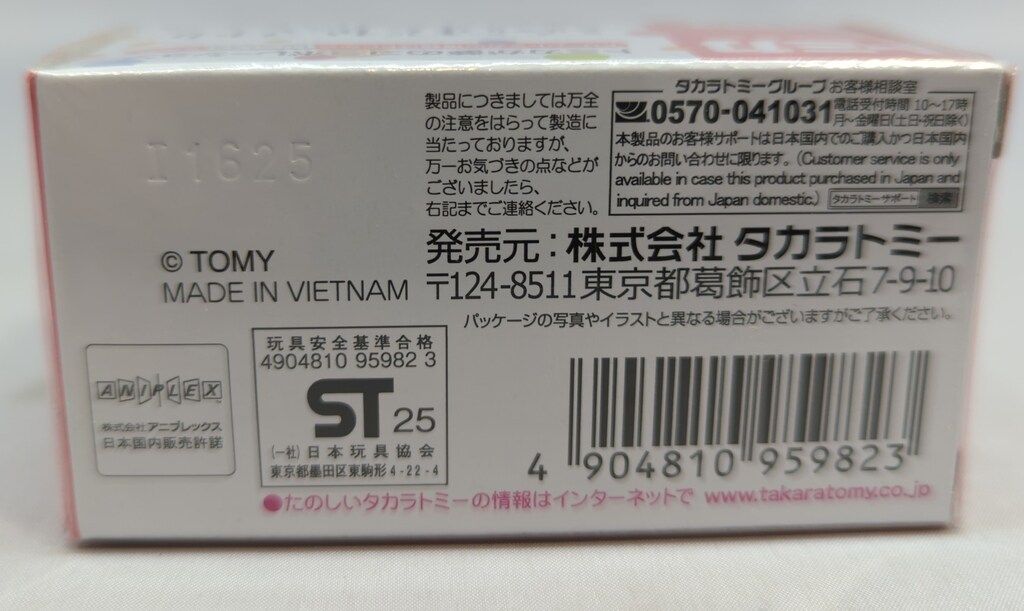 製品につきましては万全
の注意をはらって製造に
当たっておりますが、
万一お気づきの点などが
ございましたら、
右記までご連絡ください。
タカラトミーグループ お客様相談室
0570-041031 電話受付時間 10〜17時
月〜金曜日(土日・祝日除く)
本製品のお客様サポートは日本国内でのご購入かつ日本国内
からのお問い合わせに限ります。(Customer service is only
available in case this product purchased in Japan and
inquired from Japan domestic.) タカラトミーサポート 検索
I1625
© TOMY
MADE IN VIETNAM
発売元：株式会社 タカラトミー
〒124-8511 東京都葛飾区立石7-9-10
パッケージの写真やイラストと異なる場合がございますがご了承ください。
ANIPLEX
株式会社アニプレックス
日本国内販売許諾
玩具安全基準合格
4904810 95982 3
ST 25
(一社)日本玩具協会
東京都墨田区東駒形4-22-4
4 904810 959823
●たのしいタカラトミーの情報はインターネットで www.takaratomy.co.jp